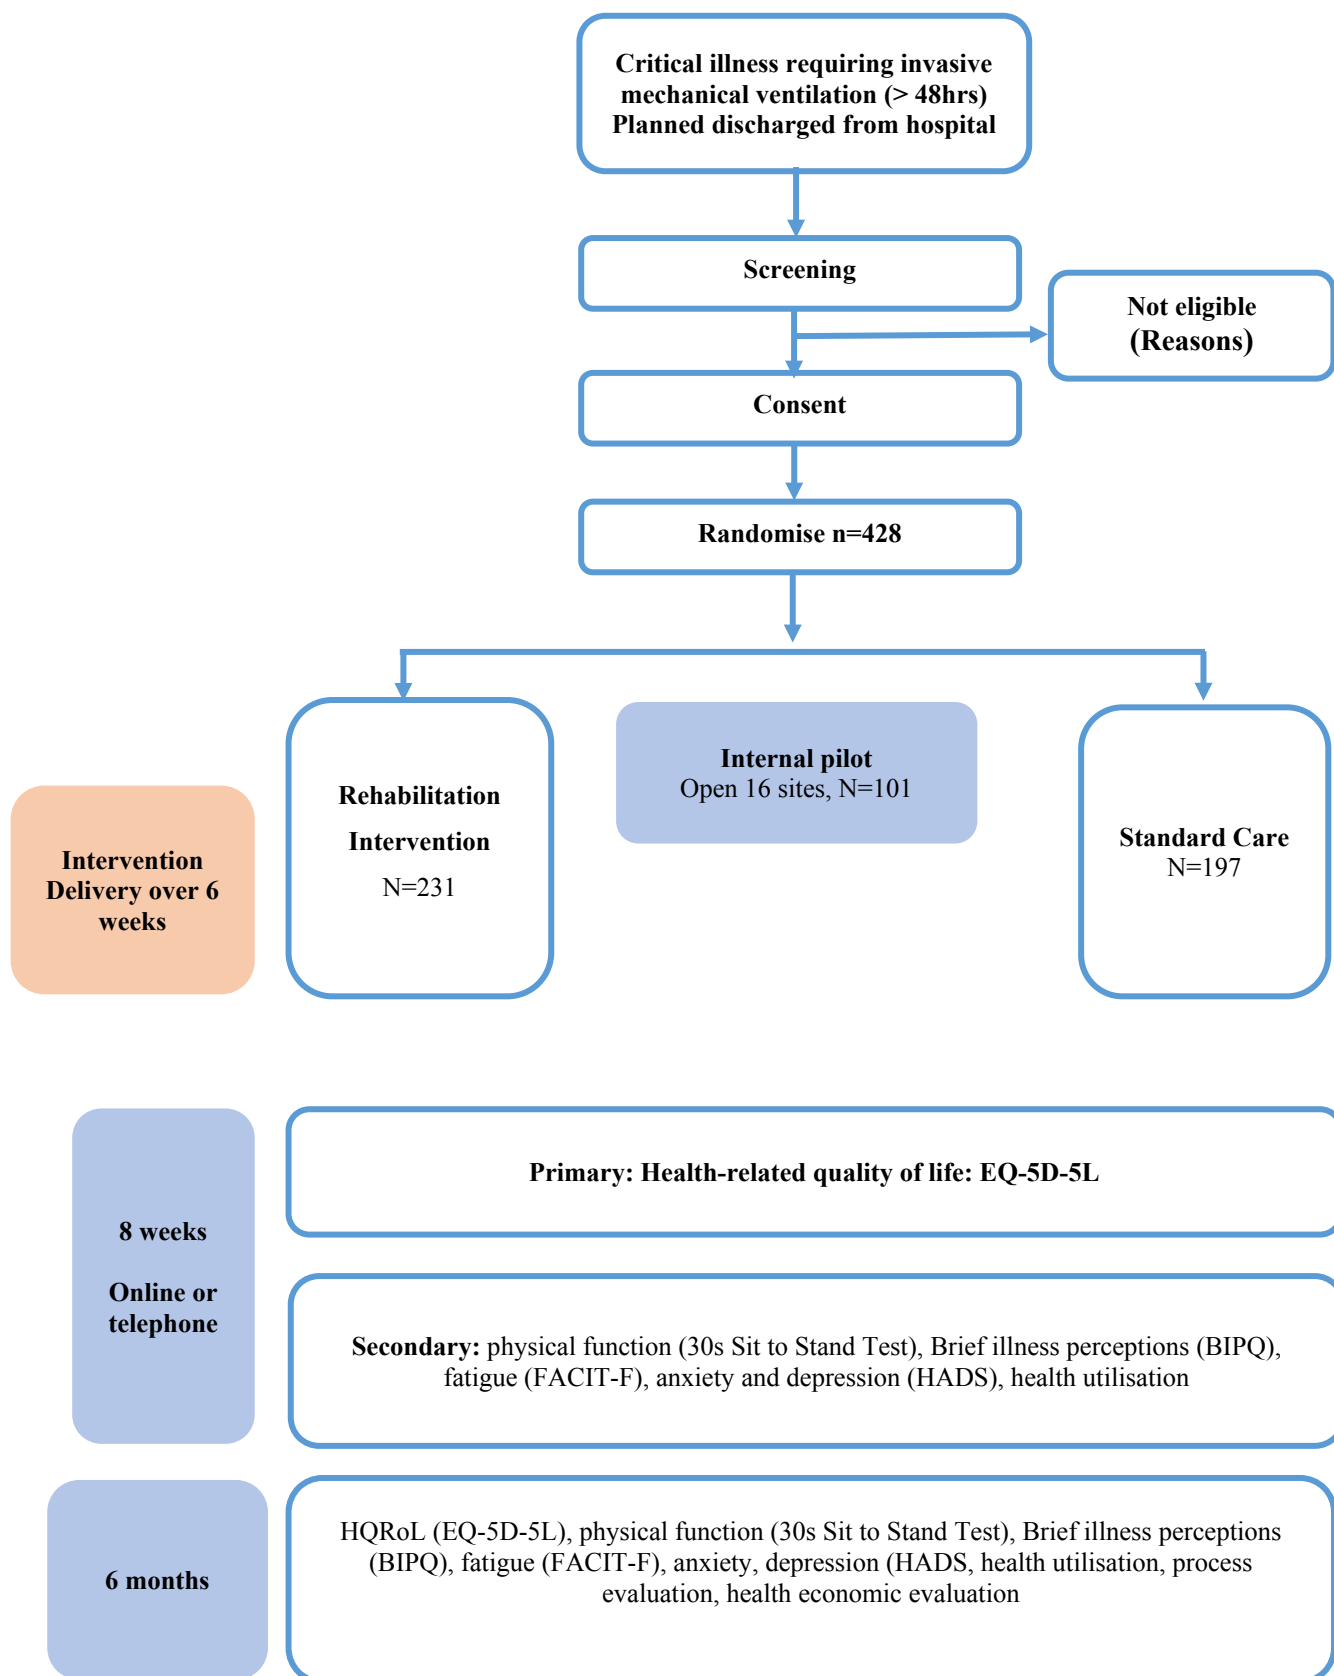 Critical illness requiring invasive
mechanical ventilation (> 48hrs)
Planned discharged from hospital
Screening
Not eligible
(Reasons)
Consent
Randomise n=428
Rehabilitation
Intervention
N=231
Internal pilot
Open 16 sites, N=101
Standard Care
N=197
Intervention
Delivery over 6
weeks
8 weeks
Online or
telephone
Primary: Health-related quality of life: EQ-5D-5L
Secondary: physical function (30s Sit to Stand Test), Brief illness perceptions (BIPQ),
fatigue (FACIT-F), anxiety and depression (HADS), health utilisation
6 months
HQRoL (EQ-5D-5L), physical function (30s Sit to Stand Test), Brief illness perceptions
(BIPQ), fatigue (FACIT-F), anxiety, depression (HADS, health utilisation, process
evaluation, health economic evaluation